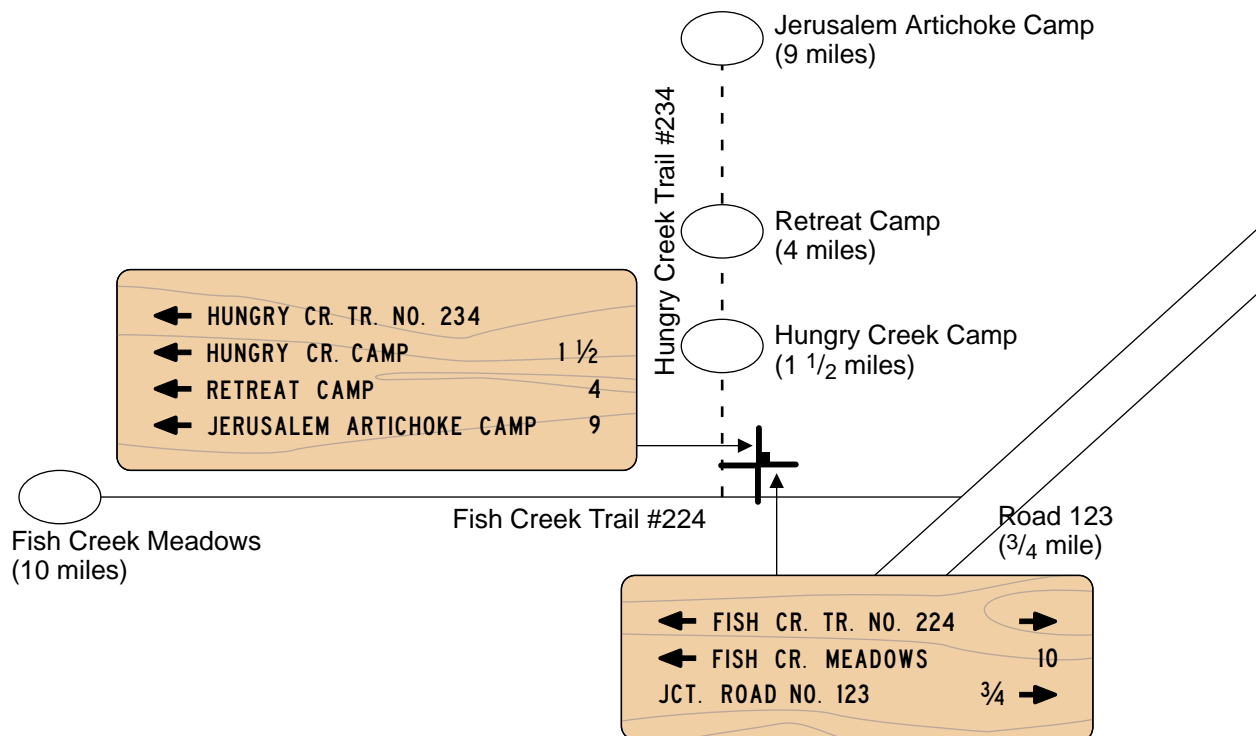 Jerusalem Artichoke Camp
(9 miles)
Hungry Creek Trail #234
Retreat Camp
(4 miles)
Hungry Creek Camp
(1 1/2 miles)
← HUNGRY CR. TR. NO. 234
← HUNGRY CR. CAMP 1 ½
← RETREAT CAMP 4
← JERUSALEM ARTICHOKE CAMP 9
Fish Creek Trail #224
Fish Creek Meadows
(10 miles)
Road 123
(3/4 mile)
← FISH CR. TR. NO. 224 →
← FISH CR. MEADOWS 10
JCT. ROAD NO. 123 ¾ →